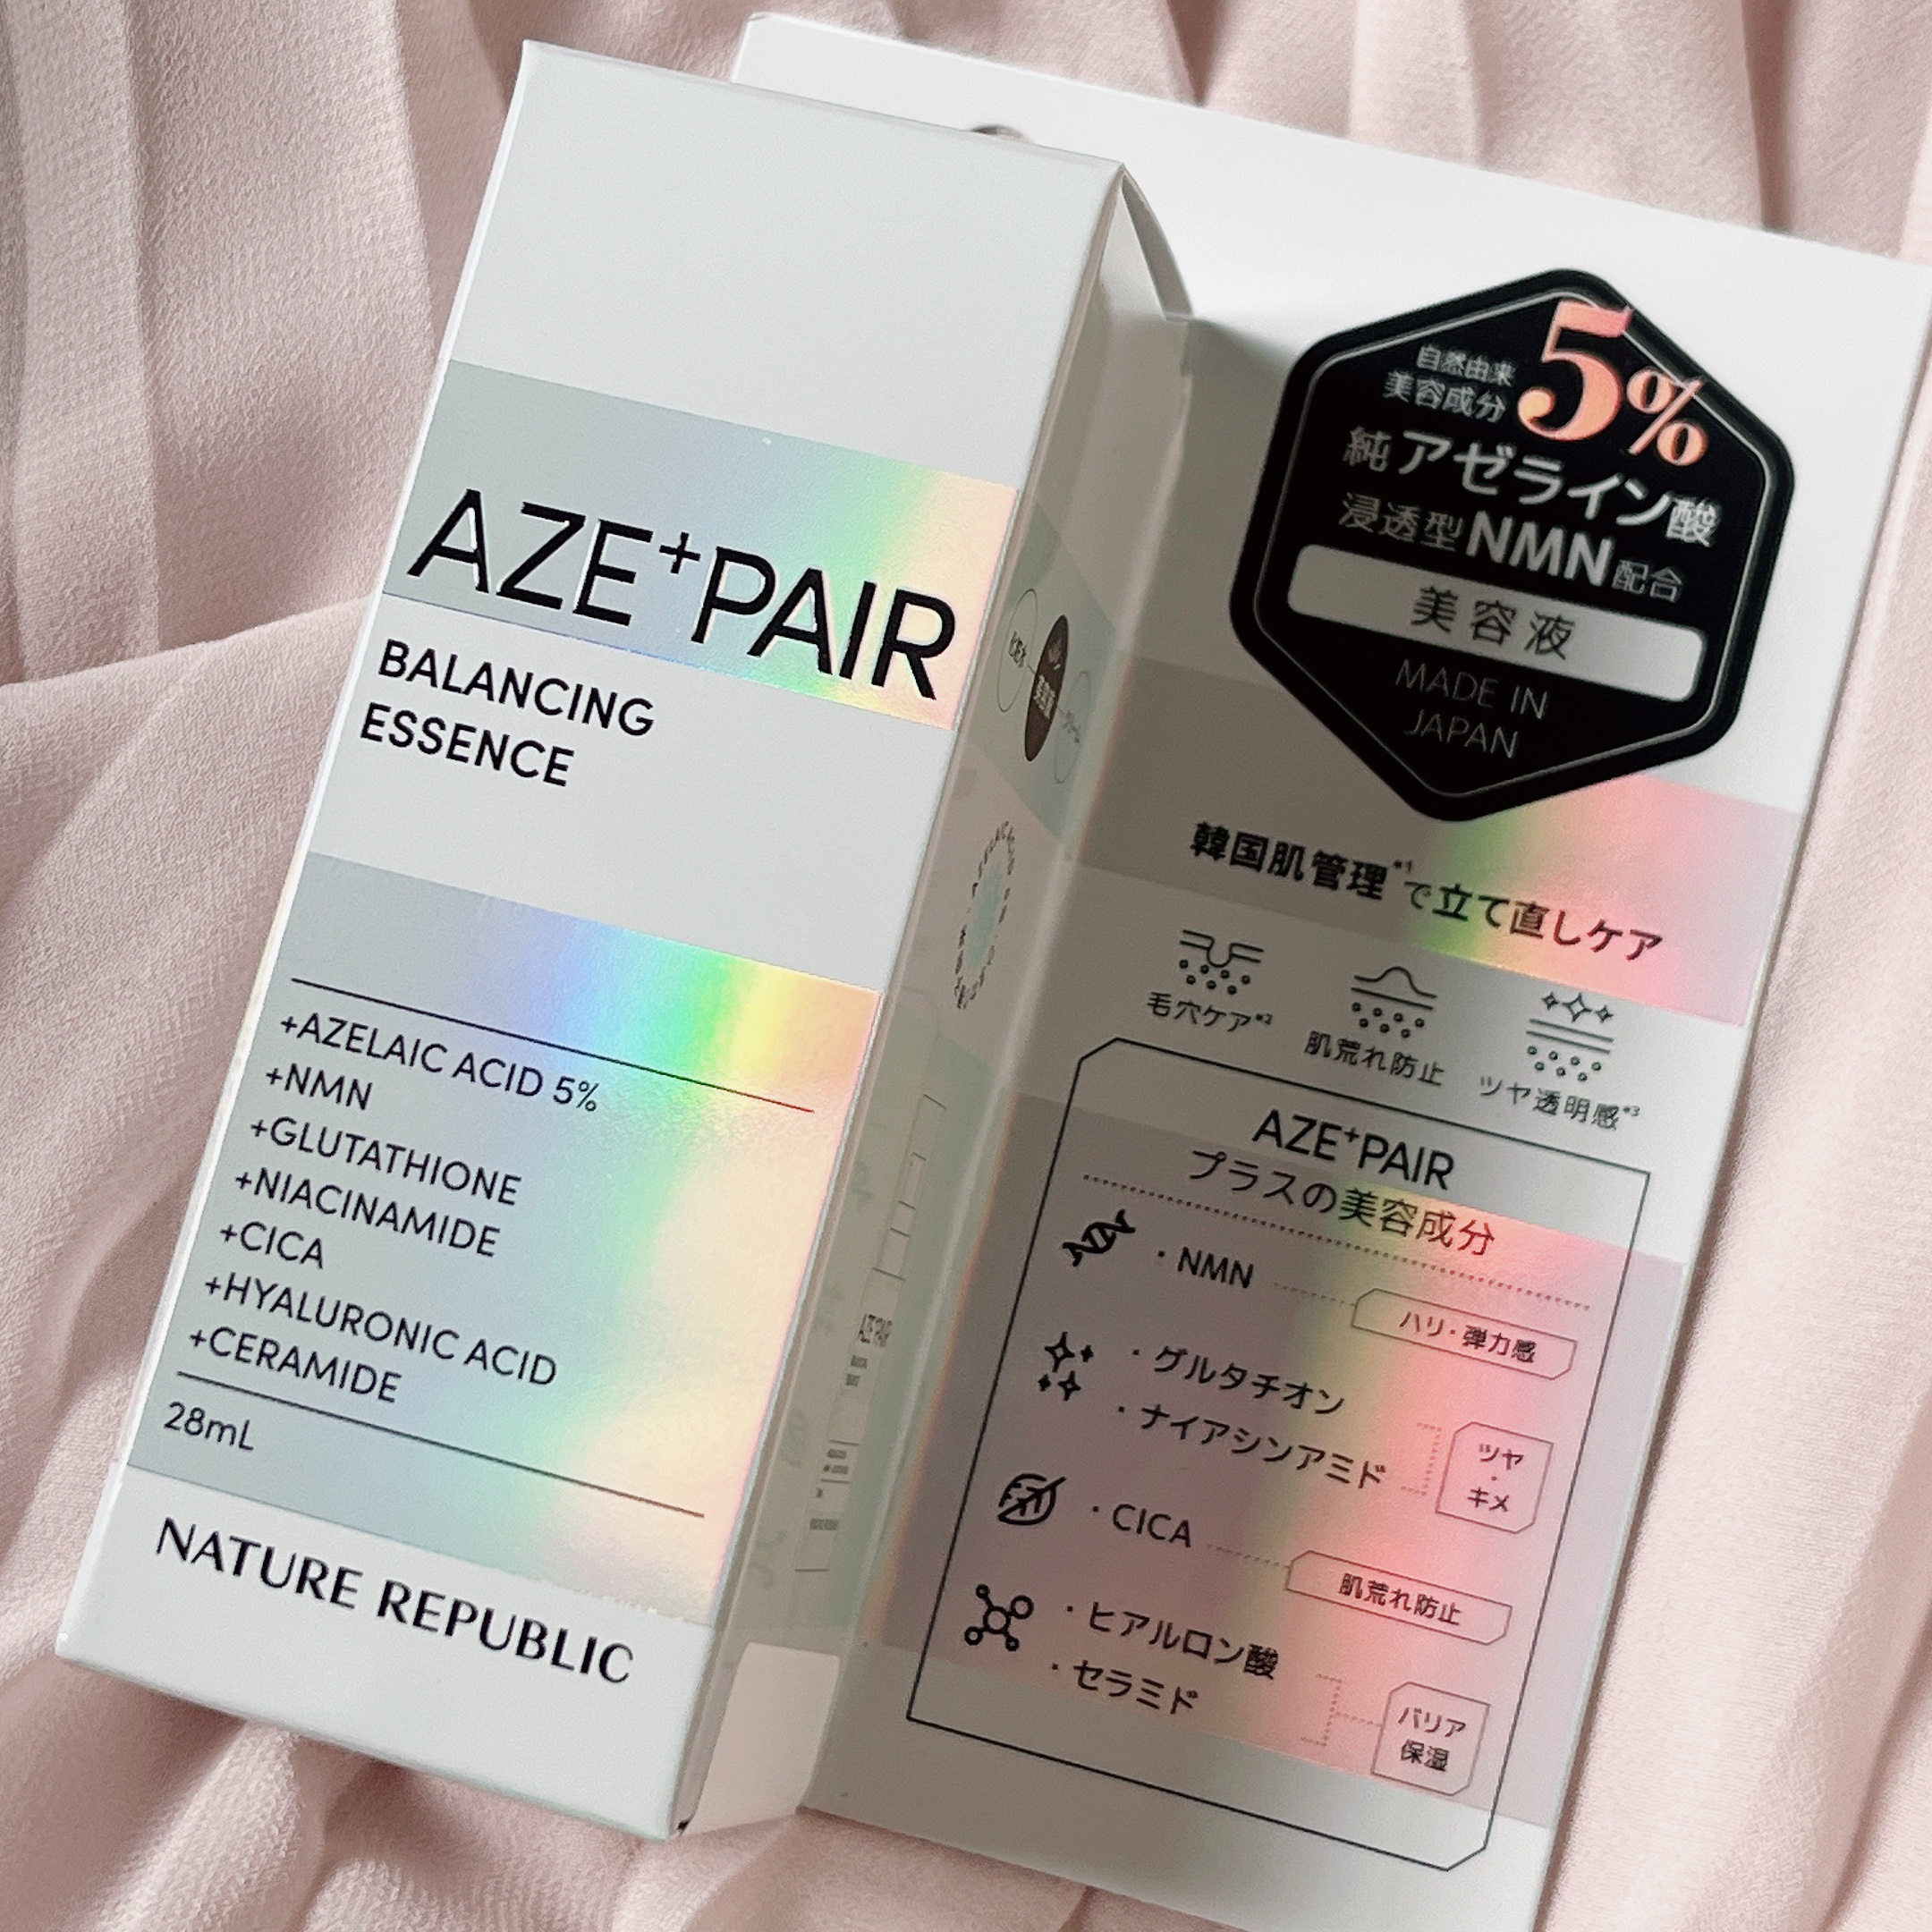 AZE+PAIR
BALANCING
ESSENCE
+AZELAIC ACID 5%
+NMN
+GLUTATHIONE
+NIACINAMIDE
+CICA
+HYALURONIC ACID
+CERAMIDE
28mL
NATURE REPUBLIC
自然由来
美容成分
5%
純アゼライン酸
浸透型NMN配合
美容液
MADE IN
JAPAN
韓国肌管理*1で立て直しケア
毛穴ケア*2
肌荒れ防止
ツヤ透明感*3
AZE+PAIR
プラスの美容成分
・NMN
ハリ・弾力感
・グルタチオン
・ナイアシンアミド
ツヤ
・
キメ
・CICA
肌荒れ防止
・ヒアルロン酸
・セラミド
バリア
保湿